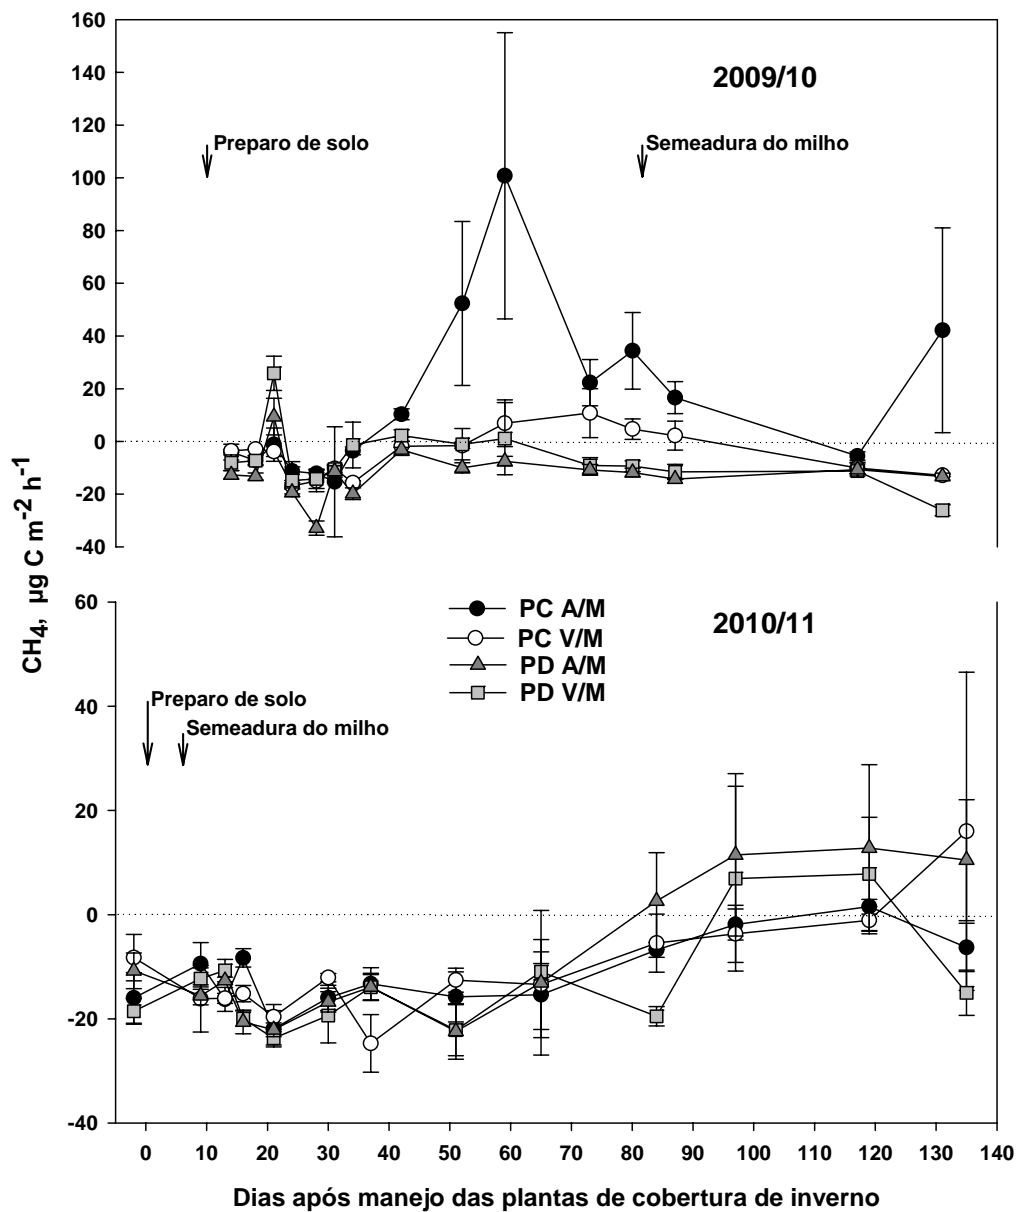 160
140
120
100
80
60
40
20
0
-20
-40
2009/10
Preparo de solo
Semeadura do milho
CH4, µg C m-2 h-1
60
40
20
0
-20
-40
PC A/M
PC V/M
PD A/M
PD V/M
2010/11
Preparo de solo
Semeadura do milho
0 10 20 30 40 50 60 70 80 90 100 110 120 130 140
Dias após manejo das plantas de cobertura de inverno